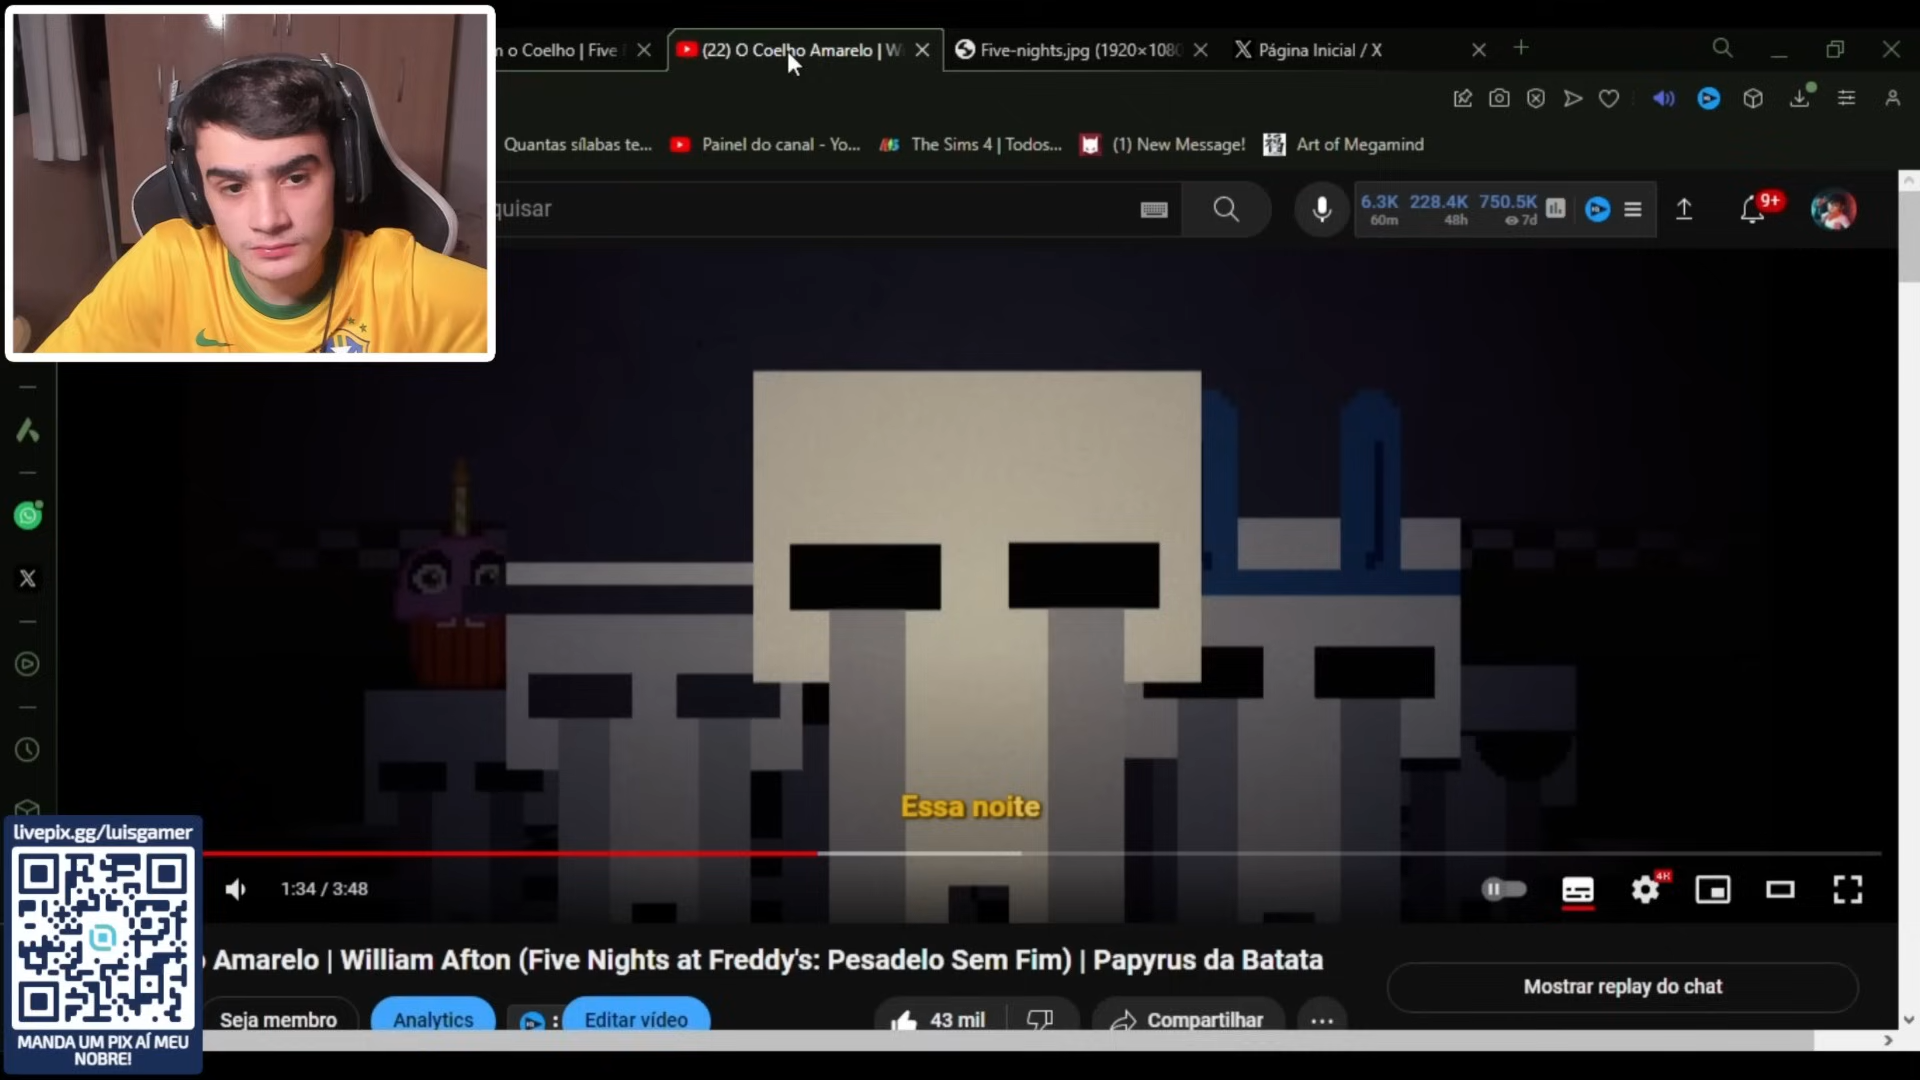 n o Coelho | Five
(22) O Coelho Amarelo | W
Five-nights.jpg (1920×1080
Página Inicial / X
Quantas sílabas te...
Painel do canal - Yo...
The Sims 4 | Todos...
(1) New Message!
Art of Megamind
quisar
6.3K 228.4K 750.5K
60m 48h 7d
9+
Essa noite
livepix.gg/luisgamer
1:34 / 3:48
4K
MANDA UM PIX AÍ MEU
NOBRE!
Amarelo | William Afton (Five Nights at Freddy's: Pesadelo Sem Fim) | Papyrus da Batata
Mostrar replay do chat
Seja membro
Analytics
Editar vídeo
43 mil
Compartilhar